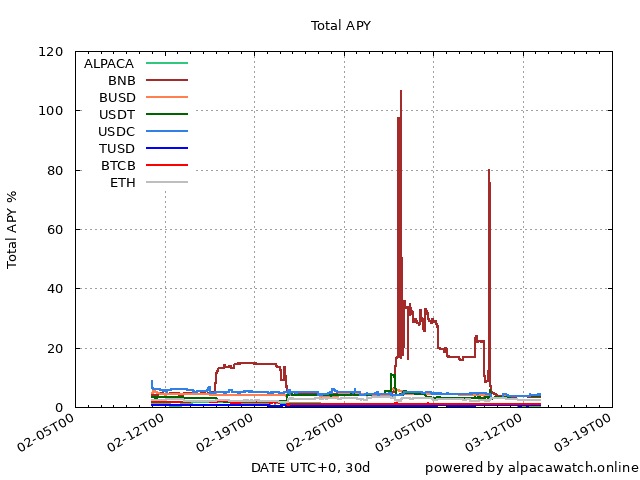 Total APY
120
100
80
60
40
20
0
Total APY %
ALPACA
BNB
BUSD
USDT
USDC
TUSD
BTCB
ETH
02-05T00
02-12T00
02-19T00
02-26T00
03-05T00
03-12T00
03-19T00
DATE UTC+0, 30d
powered by alpacawatch.online